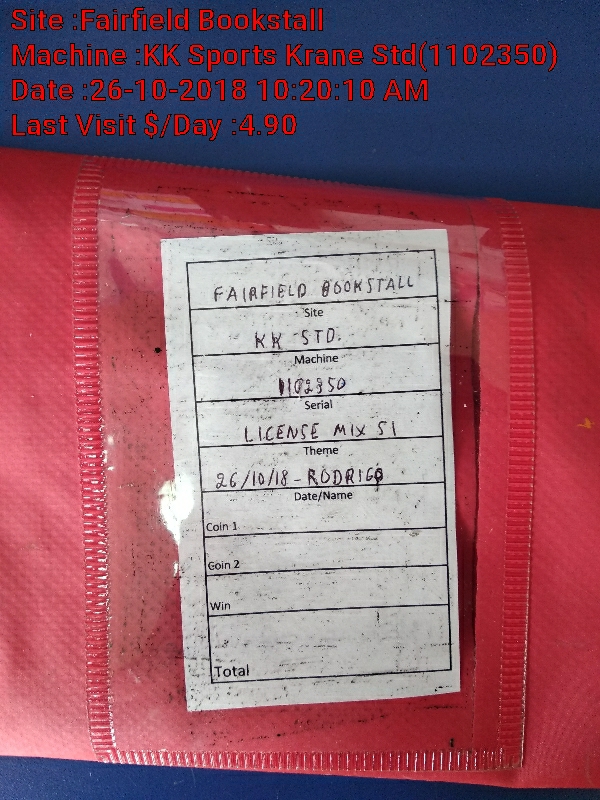 Site :Fairfield Bookstall
Machine :KK Sports Krane Std(1102350)
Date :26-10-2018 10:20:10 AM
Last Visit $/Day :4.90
FAIRFIELD BOOKSTALL
Site
KK STD.
Machine
1102350
Serial
LICENSE MIX 51
Theme
26/10/18 - RODRIGO
Date/Name
Coin 1
Coin 2
Win
Total